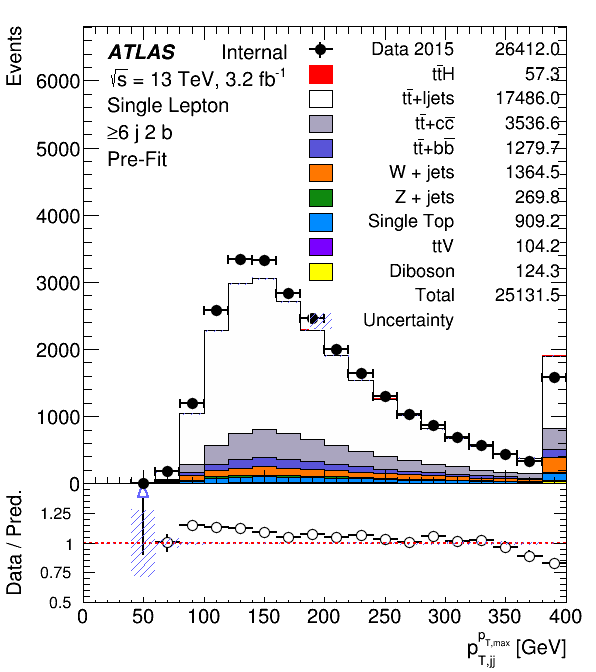 Events
ATLAS Internal
√s = 13 TeV, 3.2 fb⁻¹
Single Lepton
≥6 j 2 b
Pre-Fit
Data 2015 26412.0
tt̄H 57.3
tt̄+ljets 17486.0
tt̄+cc̄ 3536.6
tt̄+bb̄ 1279.7
W + jets 1364.5
Z + jets 269.8
Single Top 909.2
ttV 104.2
Diboson 124.3
Total 25131.5
Uncertainty
6000
5000
4000
3000
2000
1000
0
Data / Pred.
1.25
1
0.75
0.5
0 50 100 150 200 250 300 350 400
p_{T,jj}^{p_{T,max}} [GeV]